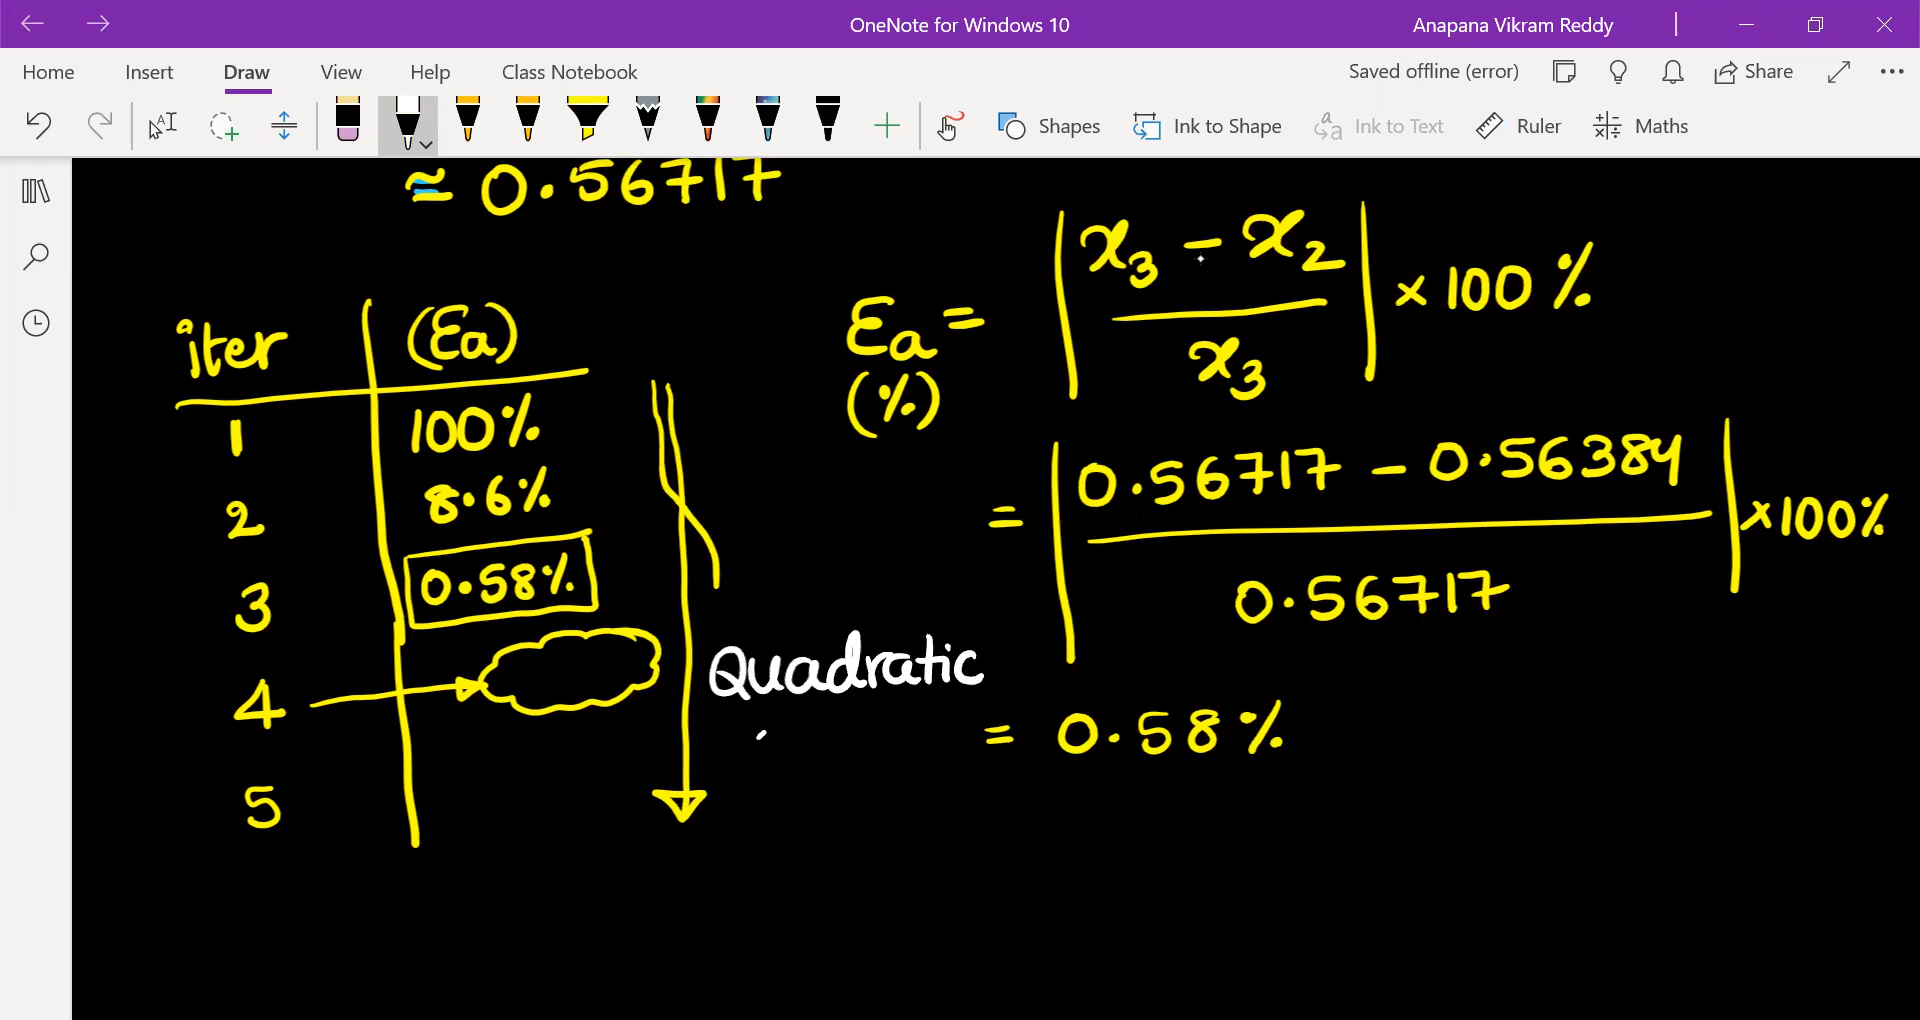 OneNote for Windows 10
Anapana Vikram Reddy
Home Insert Draw View Help Class Notebook
Saved offline (error) Share
Shapes Ink to Shape Ink to Text Ruler Maths
≅ 0.56717
iter (Ea)
1 100%
2 8.6%
3 0.58%
4
5
Quadratic
Ea (%) = | (x₃ - x₂) / x₃ | × 100 %
= | (0.56717 - 0.56384) / 0.56717 | × 100%
= 0.58 %